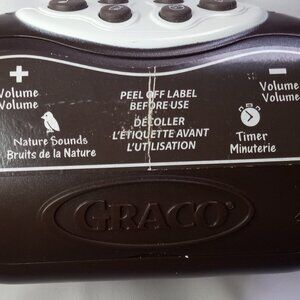 +
Volume
Volume
Nature Sounds
Bruits de la Nature
PEEL OFF LABEL
BEFORE USE
DÉCOLLER
L'ÉTIQUETTE AVANT
L'UTILISATION
−
Volume
Volume
Timer
Minuterie
GRACO